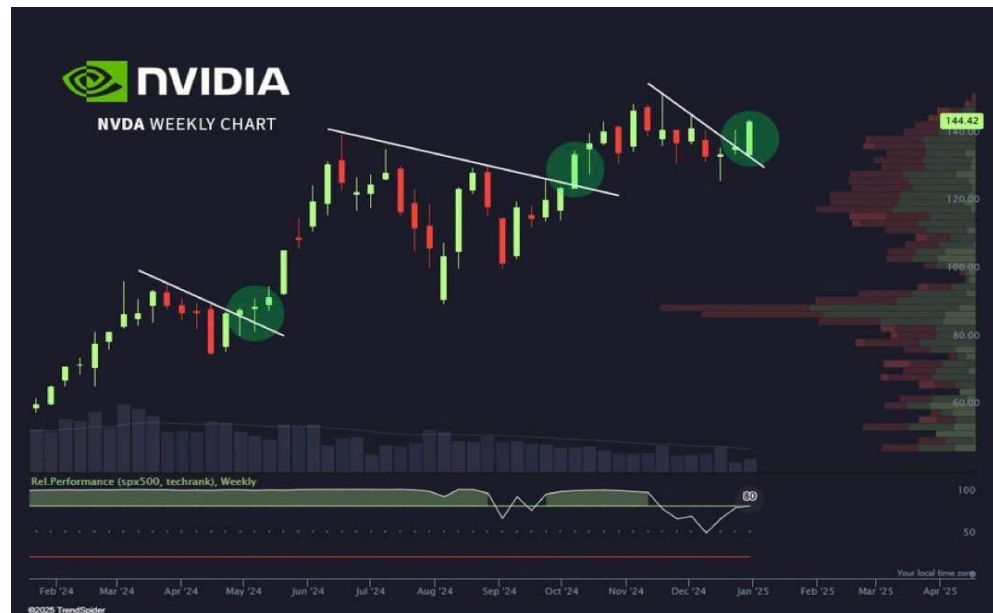 NVIDIA
NVDA WEEKLY CHART
144.42
140.00
120.00
100.00
80.00
60.00
Rel.Performance (spx500, techrank), Weekly
80
100
50
0
Your local time zone
Feb '24 Mar '24 Apr '24 May '24 Jun '24 Jul '24 Aug '24 Sep '24 Oct '24 Nov '24 Dec '24 Jan '25 Feb '25 Mar '25 Apr '25
©2025 TrendSpider